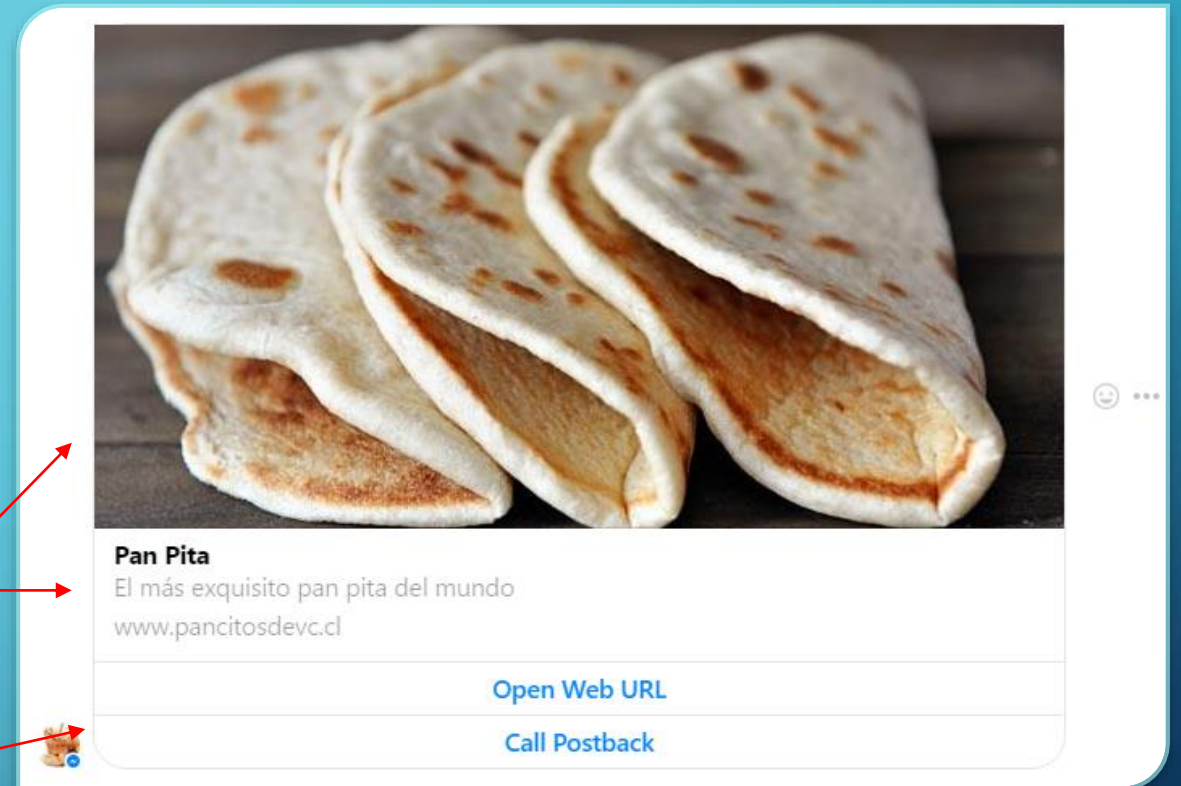 Pan Pita
El más exquisito pan pita del mundo
www.pancitosdevc.cl
Open Web URL
Call Postback